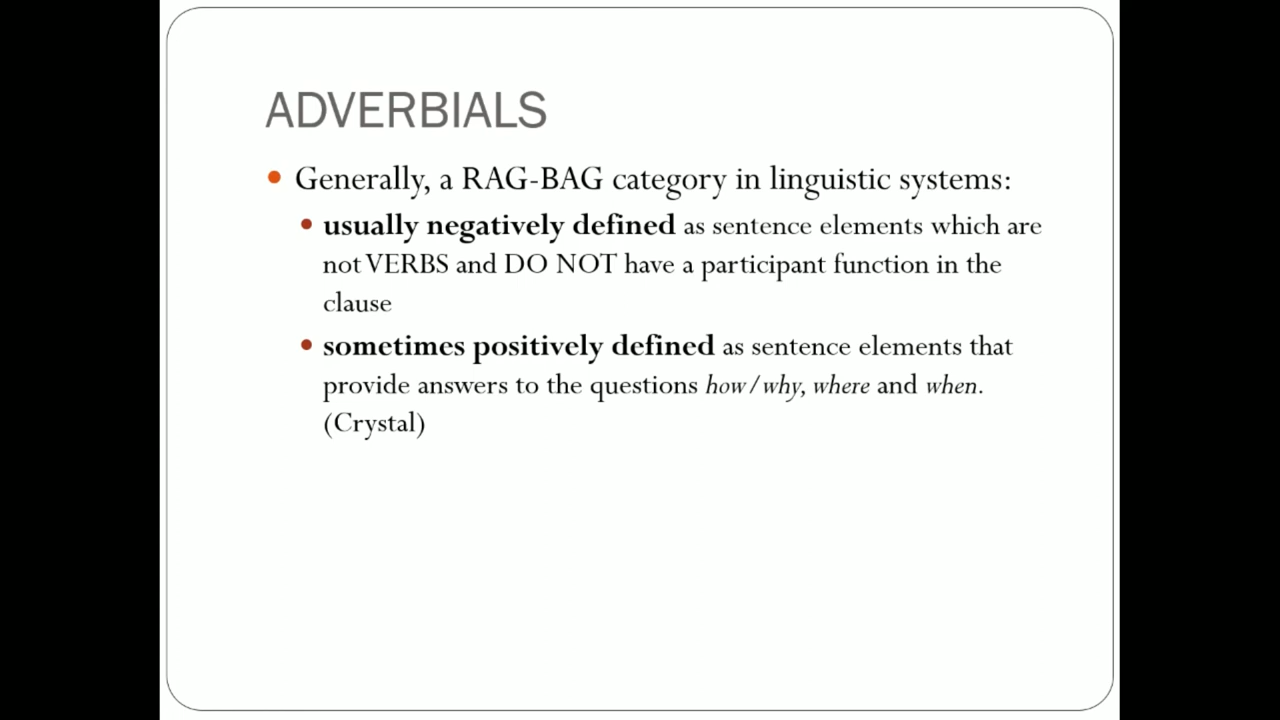 ADVERBIALS
Generally, a RAG-BAG category in linguistic systems:
usually negatively defined as sentence elements which are
not VERBS and DO NOT have a participant function in the
clause
sometimes positively defined as sentence elements that
provide answers to the questions how/why, where and when.
(Crystal)